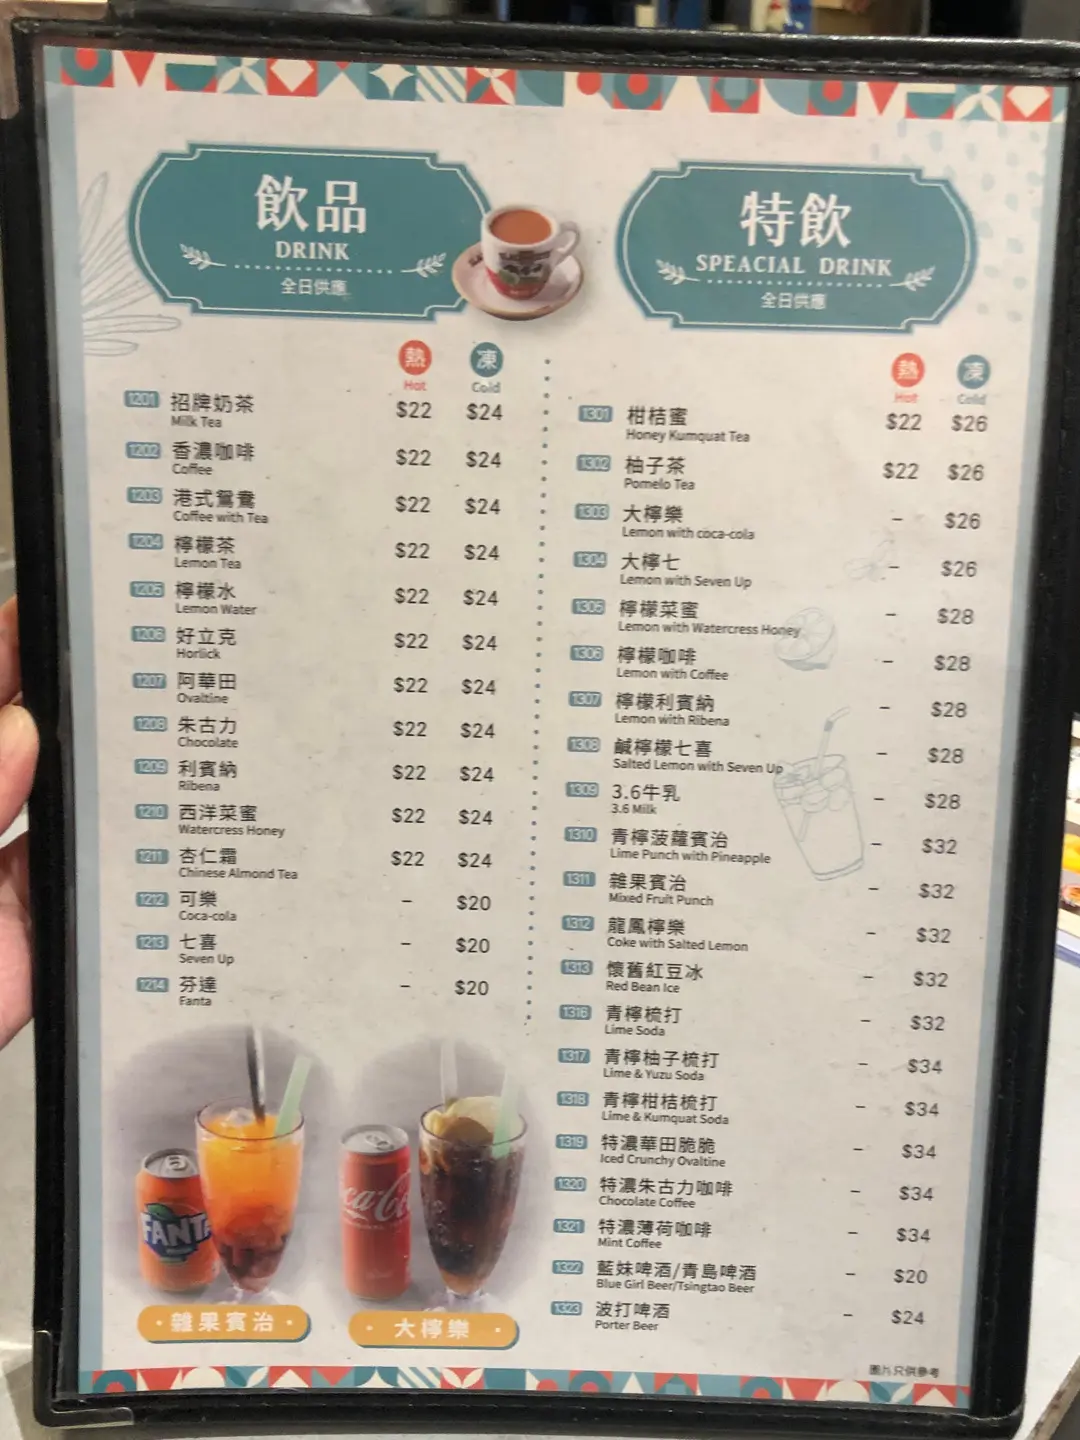 飲品
DRINK
全日供應
熱 凍
Hot Cold
1201 招牌奶茶 $22 $24
Milk Tea
1202 香濃咖啡 $22 $24
Coffee
1203 港式鴛鴦 $22 $24
Coffee with Tea
1204 檸檬茶 $22 $24
Lemon Tea
1205 檸檬水 $22 $24
Lemon Water
1206 好立克 $22 $24
Horlick
1207 阿華田 $22 $24
Ovaltine
1208 朱古力 $22 $24
Chocolate
1209 利賓納 $22 $24
Ribena
1210 西洋菜蜜 $22 $24
Watercress Honey
1211 杏仁霜 $22 $24
Chinese Almond Tea
1212 可樂 – $20
Coca-cola
1213 七喜 – $20
Seven Up
1214 芬達 – $20
Fanta
FANTA
Coca-Cola
·雜果賓治·
·大檸樂·
特飲
SPEACIAL DRINK
全日供應
熱 凍
Hot Cold
1301 柑桔蜜 $22 $26
Honey Kumquat Tea
1302 柚子茶 $22 $26
Pomelo Tea
1303 大檸樂 – $26
Lemon with coca-cola
1304 大檸七 – $26
Lemon with Seven Up
1305 檸檬菜蜜 – $28
Lemon with Watercress Honey
1306 檸檬咖啡 – $28
Lemon with Coffee
1307 檸檬利賓納 – $28
Lemon with Ribena
1308 鹹檸檬七喜 – $28
Salted Lemon with Seven Up
1309 3.6牛乳 – $28
3.6 Milk
1310 青檸菠蘿賓治 – $32
Lime Punch with Pineapple
1311 雜果賓治 – $32
Mixed Fruit Punch
1312 龍鳳檸樂 – $32
Coke with Salted Lemon
1313 懷舊紅豆冰 – $32
Red Bean Ice
1316 青檸梳打 – $32
Lime Soda
1317 青檸柚子梳打 – $34
Lime & Yuzu Soda
1318 青檸柑桔梳打 – $34
Lime & Kumquat Soda
1319 特濃華田脆脆 – $34
Iced Crunchy Ovaltine
1320 特濃朱古力咖啡 – $34
Chocolate Coffee
1321 特濃薄荷咖啡 – $34
Mint Coffee
1322 藍妹啤酒/青島啤酒 – $20
Blue Girl Beer/Tsingtao Beer
1323 波打啤酒 – $24
Porter Beer
圖片只供參考